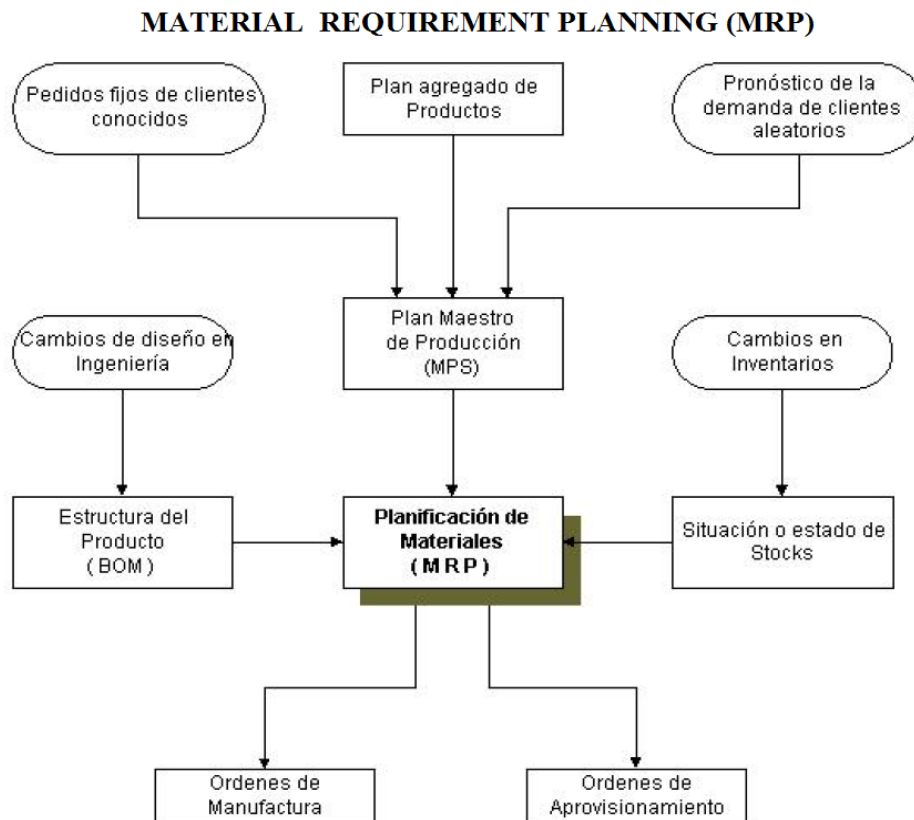 MATERIAL REQUIREMENT PLANNING (MRP)
Pedidos fijos de clientes
conocidos
Plan agregado de
Productos
Pronóstico de la
demanda de clientes
aleatorios
Cambios de diseño en
Ingeniería
Plan Maestro
de Producción
(MPS)
Cambios en
Inventarios
Estructura del
Producto
( BOM )
Planificación de
Materiales
( M R P )
Situación o estado de
Stocks
Ordenes de
Manufactura
Ordenes de
Aprovisionamiento